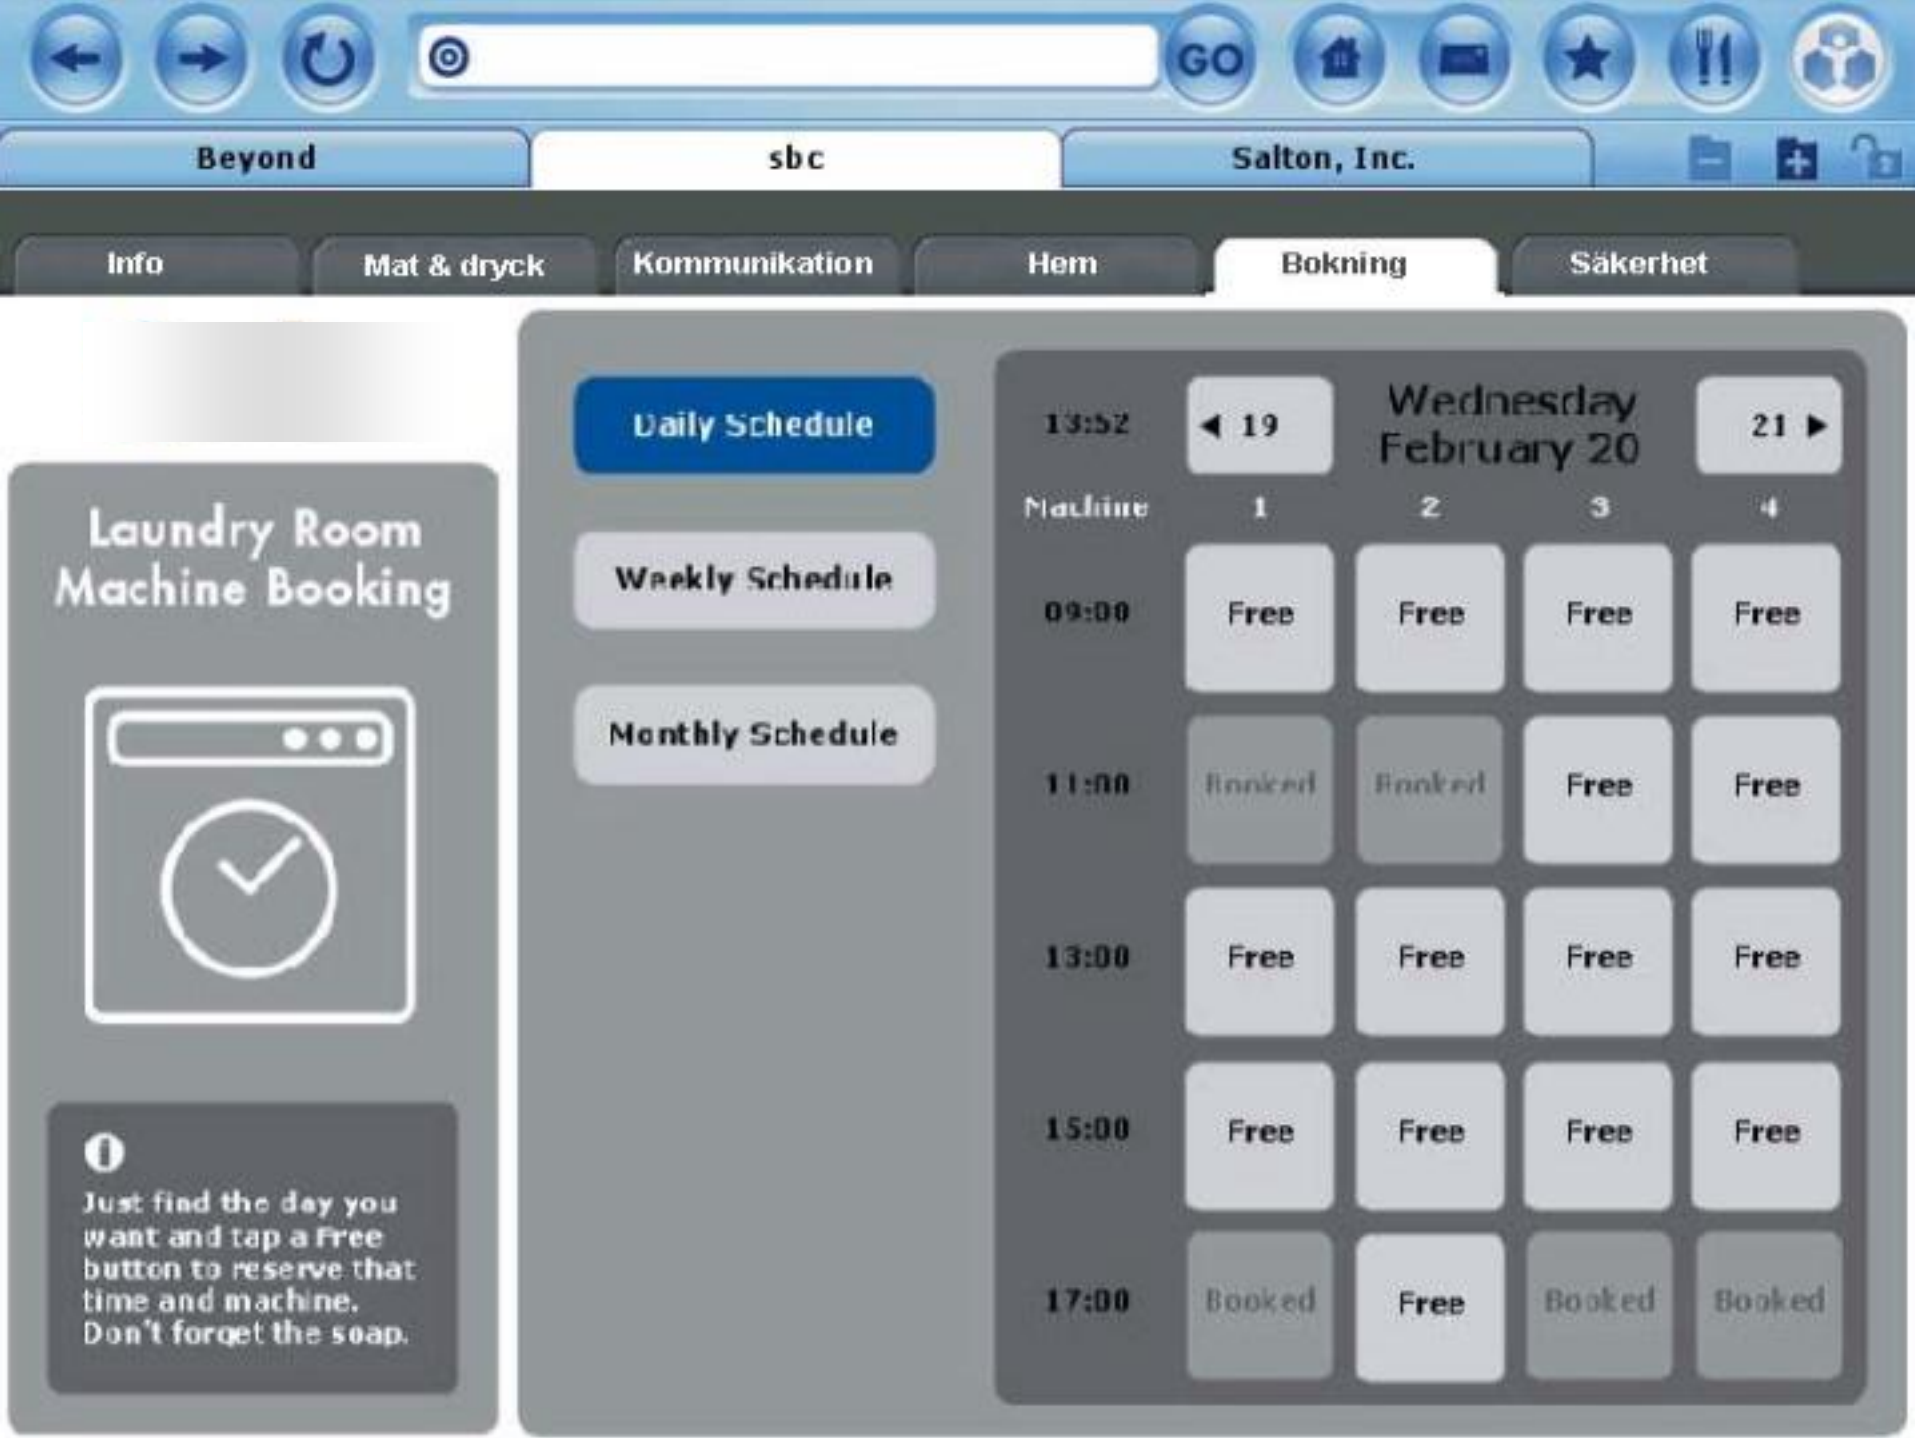 GO
Beyond
sbc
Salton, Inc.
Info
Mat & dryck
Kommunikation
Hem
Bokning
Säkerhet
Laundry Room
Machine Booking
Just find the day you
want and tap a Free
button to reserve that
time and machine.
Don't forget the soap.
Daily Schedule
Weekly Schedule
Monthly Schedule
13:52
19
Wednesday
February 20
21
Machine 1 2 3 4
09:00 Free Free Free Free
11:00 Booked Booked Free Free
13:00 Free Free Free Free
15:00 Free Free Free Free
17:00 Booked Free Booked Booked